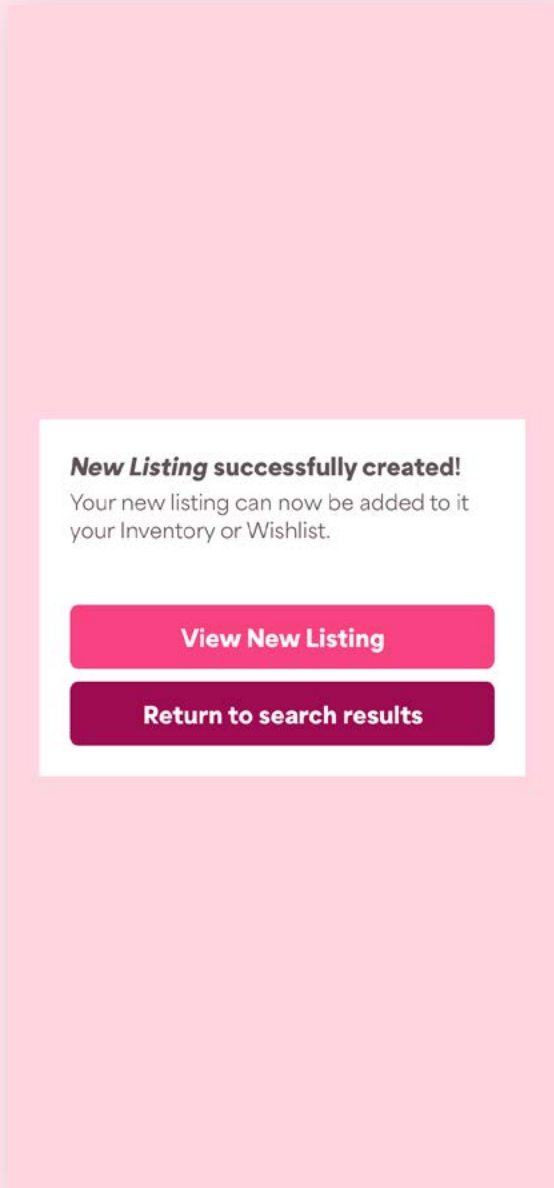 New Listing successfully created!
Your new listing can now be added to it
your Inventory or Wishlist.
View New Listing
Return to search results